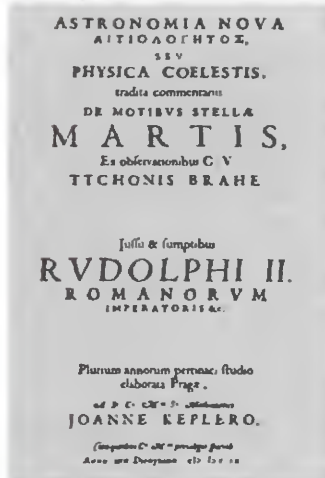 ASTRONOMIA NOVA
ΑΙΤΙΟΛΟΓΗΤΟΣ,
SEV
PHYSICA COELESTIS,
tradita commentariis
DE MOTIBVS STELLÆ
MARTIS,
Ex observationibus G. V.
TYCHONIS BRAHE
Jussu & sumptibus
RVDOLPHI II.
ROMANORVM
IMPERATORIS &c.
Plurium annorum pertinaci studio
elaborata Pragæ,
JOANNE KEPLERO,